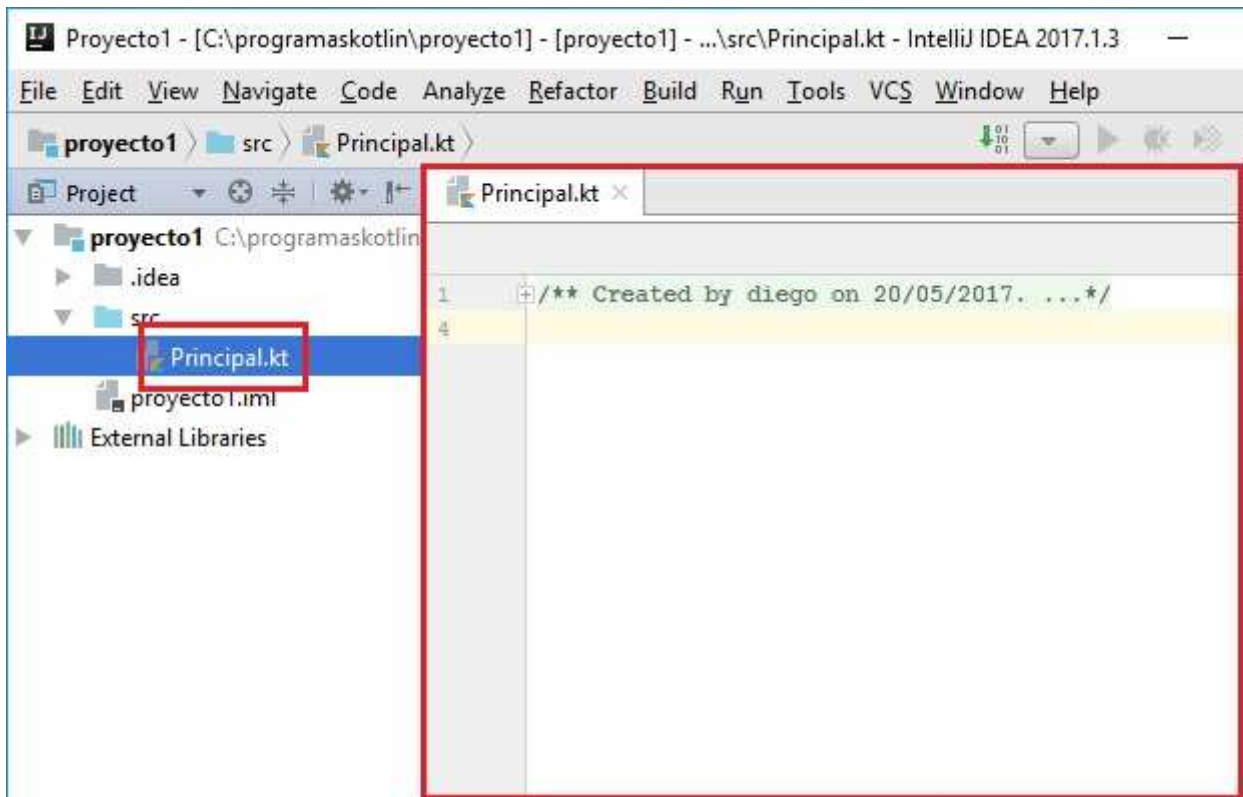 Proyecto1 - [C:\programaskotlin\proyecto1] - [proyecto1] - ...\src\Principal.kt - IntelliJ IDEA 2017.1.3
File Edit View Navigate Code Analyze Refactor Build Run Tools VCS Window Help
proyecto1 src Principal.kt
Project
Principal.kt
proyecto1 C:\programaskotlin
.idea
src
Principal.kt
proyecto1.iml
External Libraries
1 /** Created by diego on 20/05/2017. ...*/
4